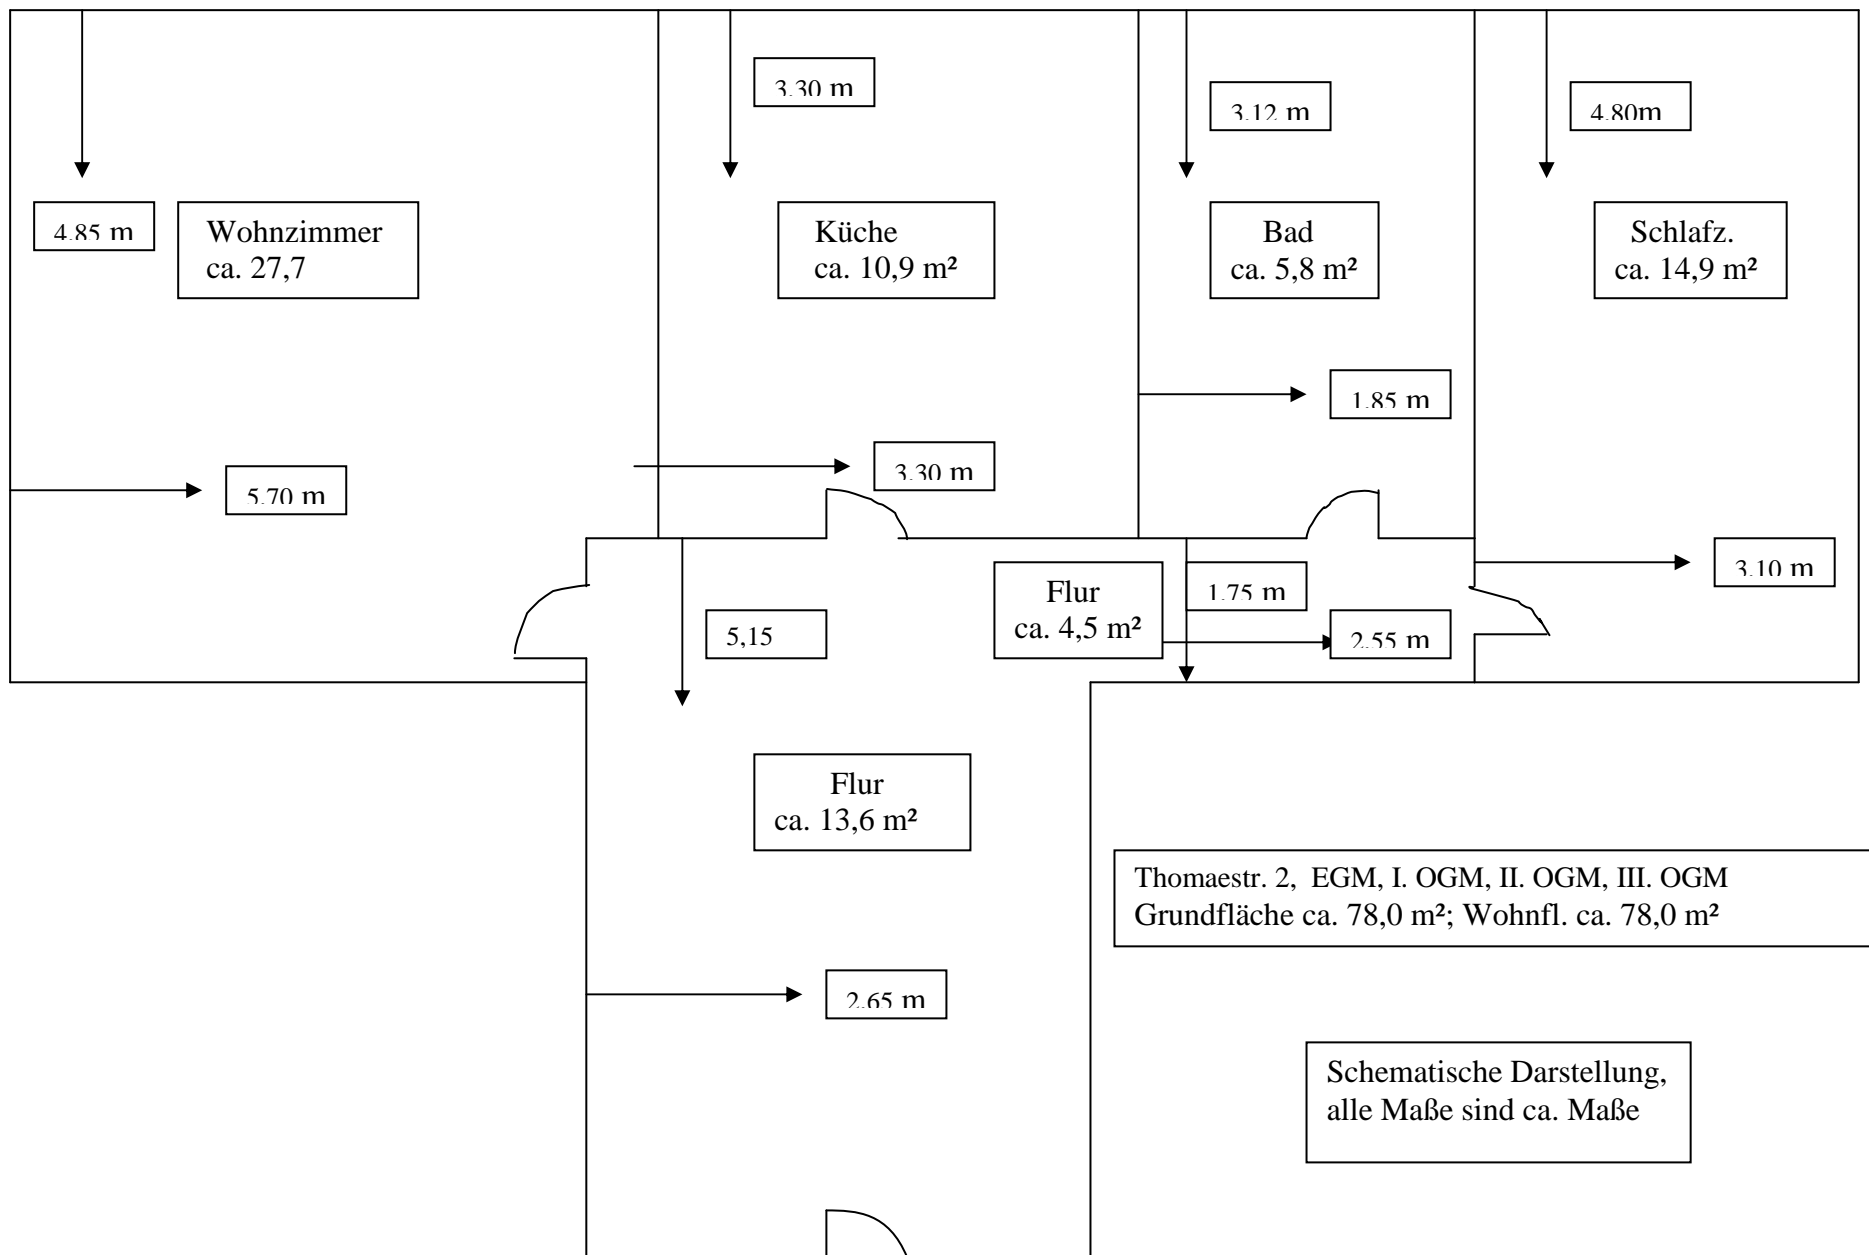 3.30 m
3.12 m
4.80m
4.85 m
Wohnzimmer
ca. 27,7
Küche
ca. 10,9 m²
Bad
ca. 5,8 m²
Schlafz.
ca. 14,9 m²
1.85 m
3.30 m
5.70 m
3.10 m
Flur
ca. 4,5 m²
1.75 m
5,15
2.55 m
Flur
ca. 13,6 m²
Thomaestr. 2, EGM, I. OGM, II. OGM, III. OGM
Grundfläche ca. 78,0 m²; Wohnfl. ca. 78,0 m²
2.65 m
Schematische Darstellung,
alle Maße sind ca. Maße